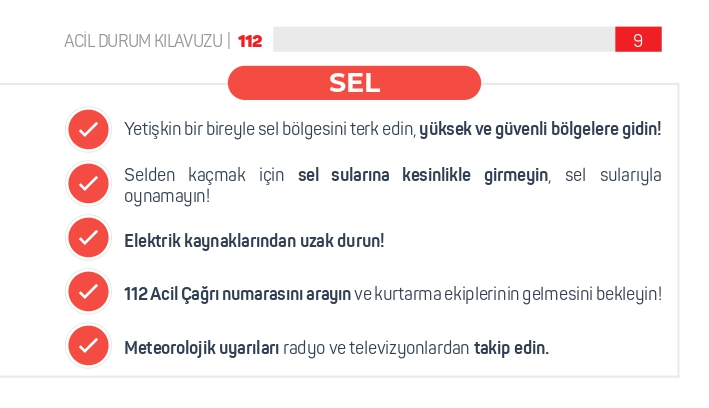 ACİL DURUM KILAVUZU | 112
9
SEL
Yetişkin bir bireyle sel bölgesini terk edin, yüksek ve güvenli bölgelere gidin!
Selden kaçmak için sel sularına kesinlikle girmeyin, sel sularıyla
oynamayın!
Elektrik kaynaklarından uzak durun!
112 Acil Çağrı numarasını arayın ve kurtarma ekiplerinin gelmesini bekleyin!
Meteorolojik uyarıları radyo ve televizyonlardan takip edin.